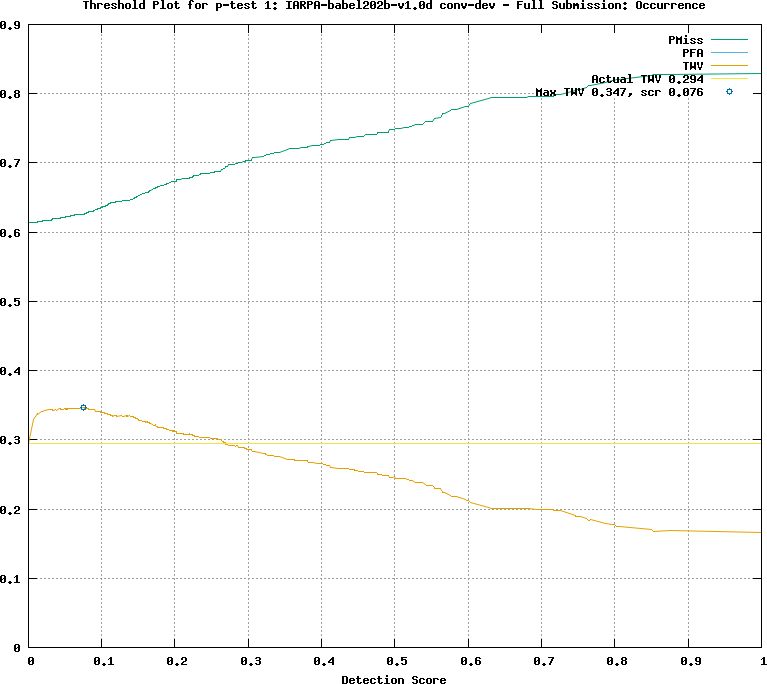 Threshold Plot for p-test 1: IARPA-babel202b-v1.0d conv-dev - Full Submission: Occurrence
0.9
PMiss
PFA
TWV
Actual TWV 0.294
Max TWV 0.347, scr 0.076
0.8
0.7
0.6
0.5
0.4
0.3
0.2
0.1
0
0 0.1 0.2 0.3 0.4 0.5 0.6 0.7 0.8 0.9 1
Detection Score